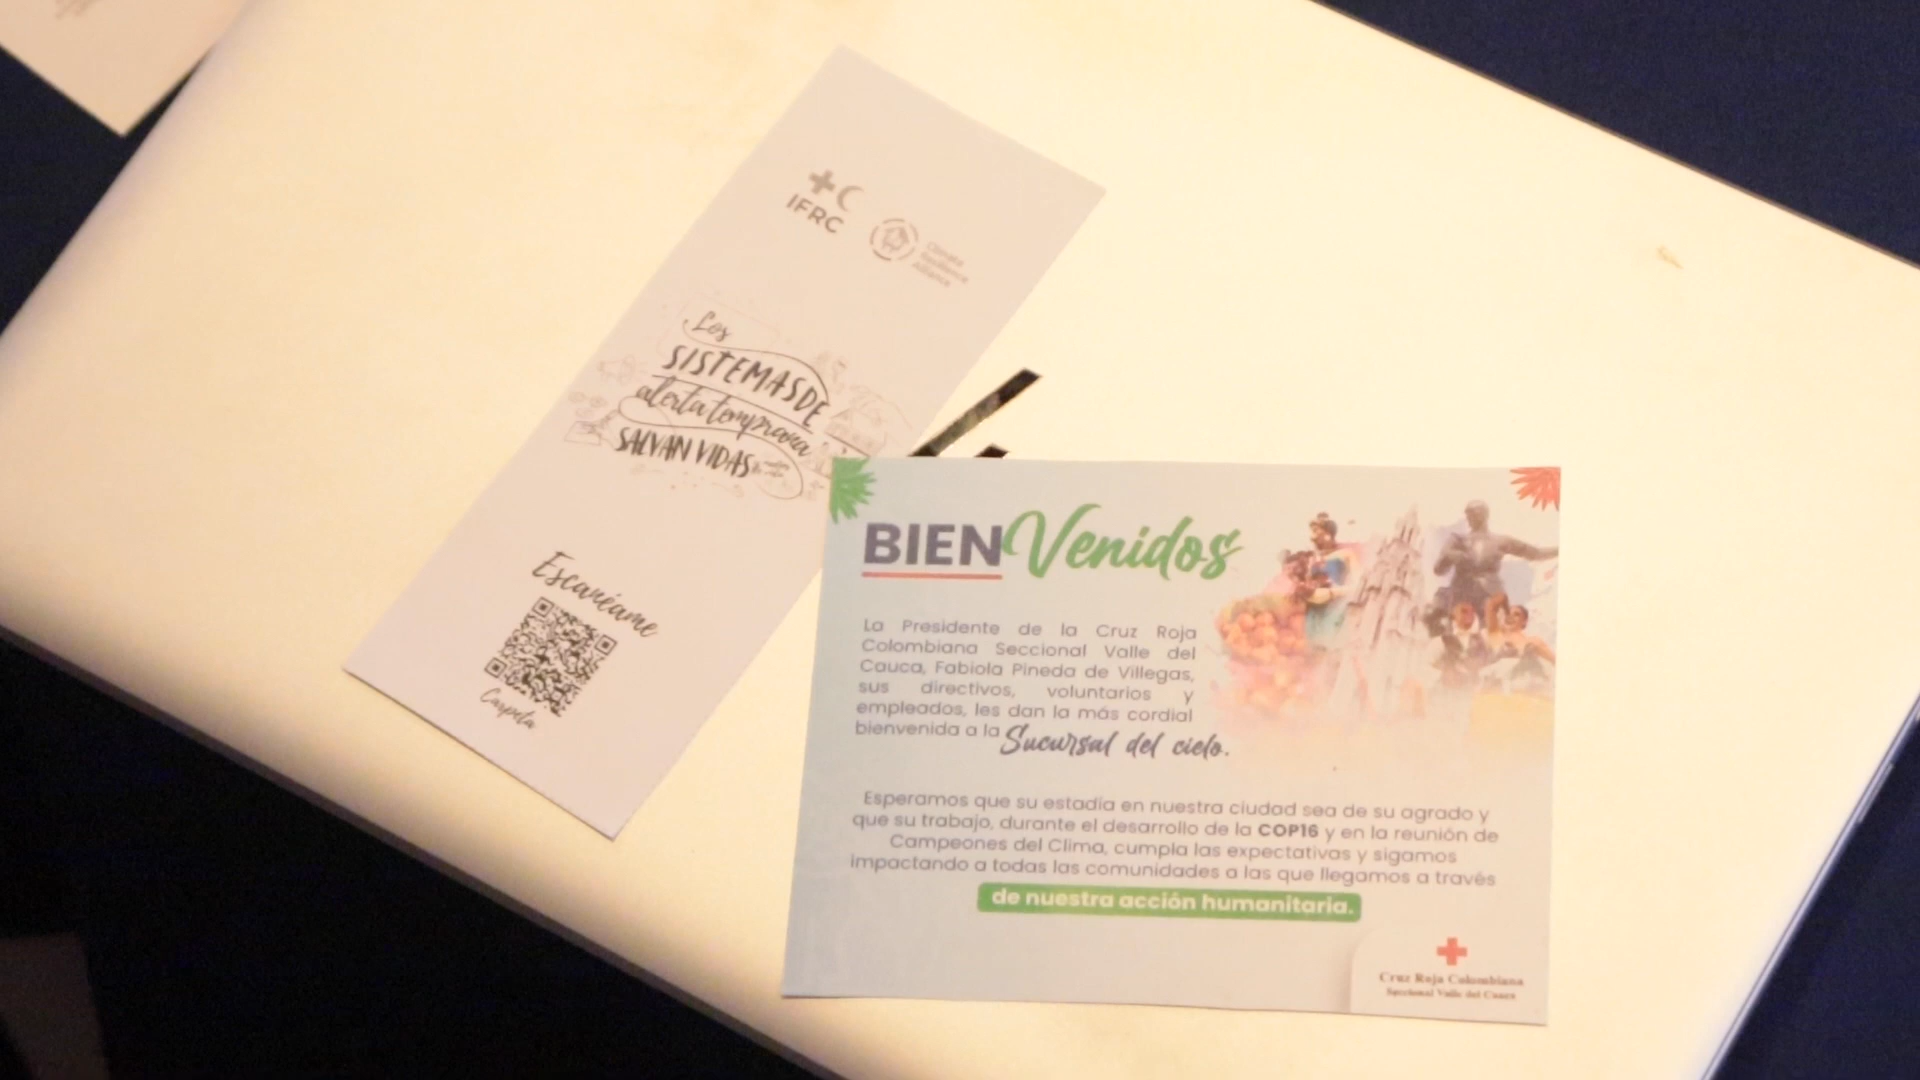 IFRC
Climate
Resilience
Alliance
Los
SISTEMAS DE
alerta temprana
SALVAN VIDAS
Escanéame
Carpeta
BIENVenidos
La Presidente de la Cruz Roja
Colombiana Seccional Valle del
Cauca, Fabiola Pineda de Villegas,
sus directivos, voluntarios y
empleados, les dan la más cordial
bienvenida a la Sucursal del cielo.
Esperamos que su estadía en nuestra ciudad sea de su agrado y
que su trabajo, durante el desarrollo de la COP16 y en la reunión de
Campeones del Clima, cumpla las expectativas y sigamos
impactando a todas las comunidades a las que llegamos a través
de nuestra acción humanitaria.
Cruz Roja Colombiana
Seccional Valle del Cauca